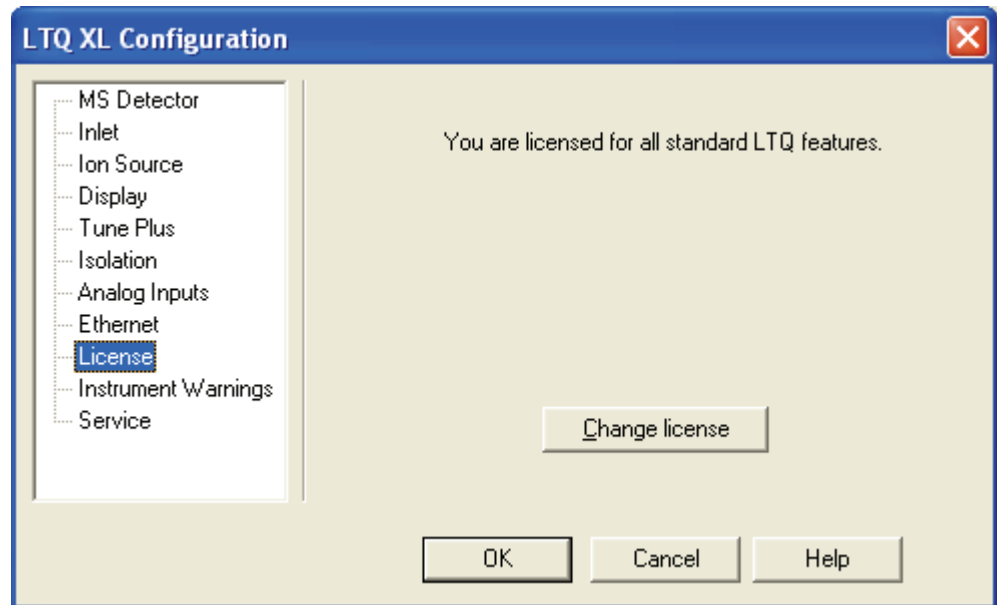 LTQ XL Configuration
MS Detector
Inlet
Ion Source
Display
Tune Plus
Isolation
Analog Inputs
Ethernet
License
Instrument Warnings
Service
You are licensed for all standard LTQ features.
Change license
OK
Cancel
Help